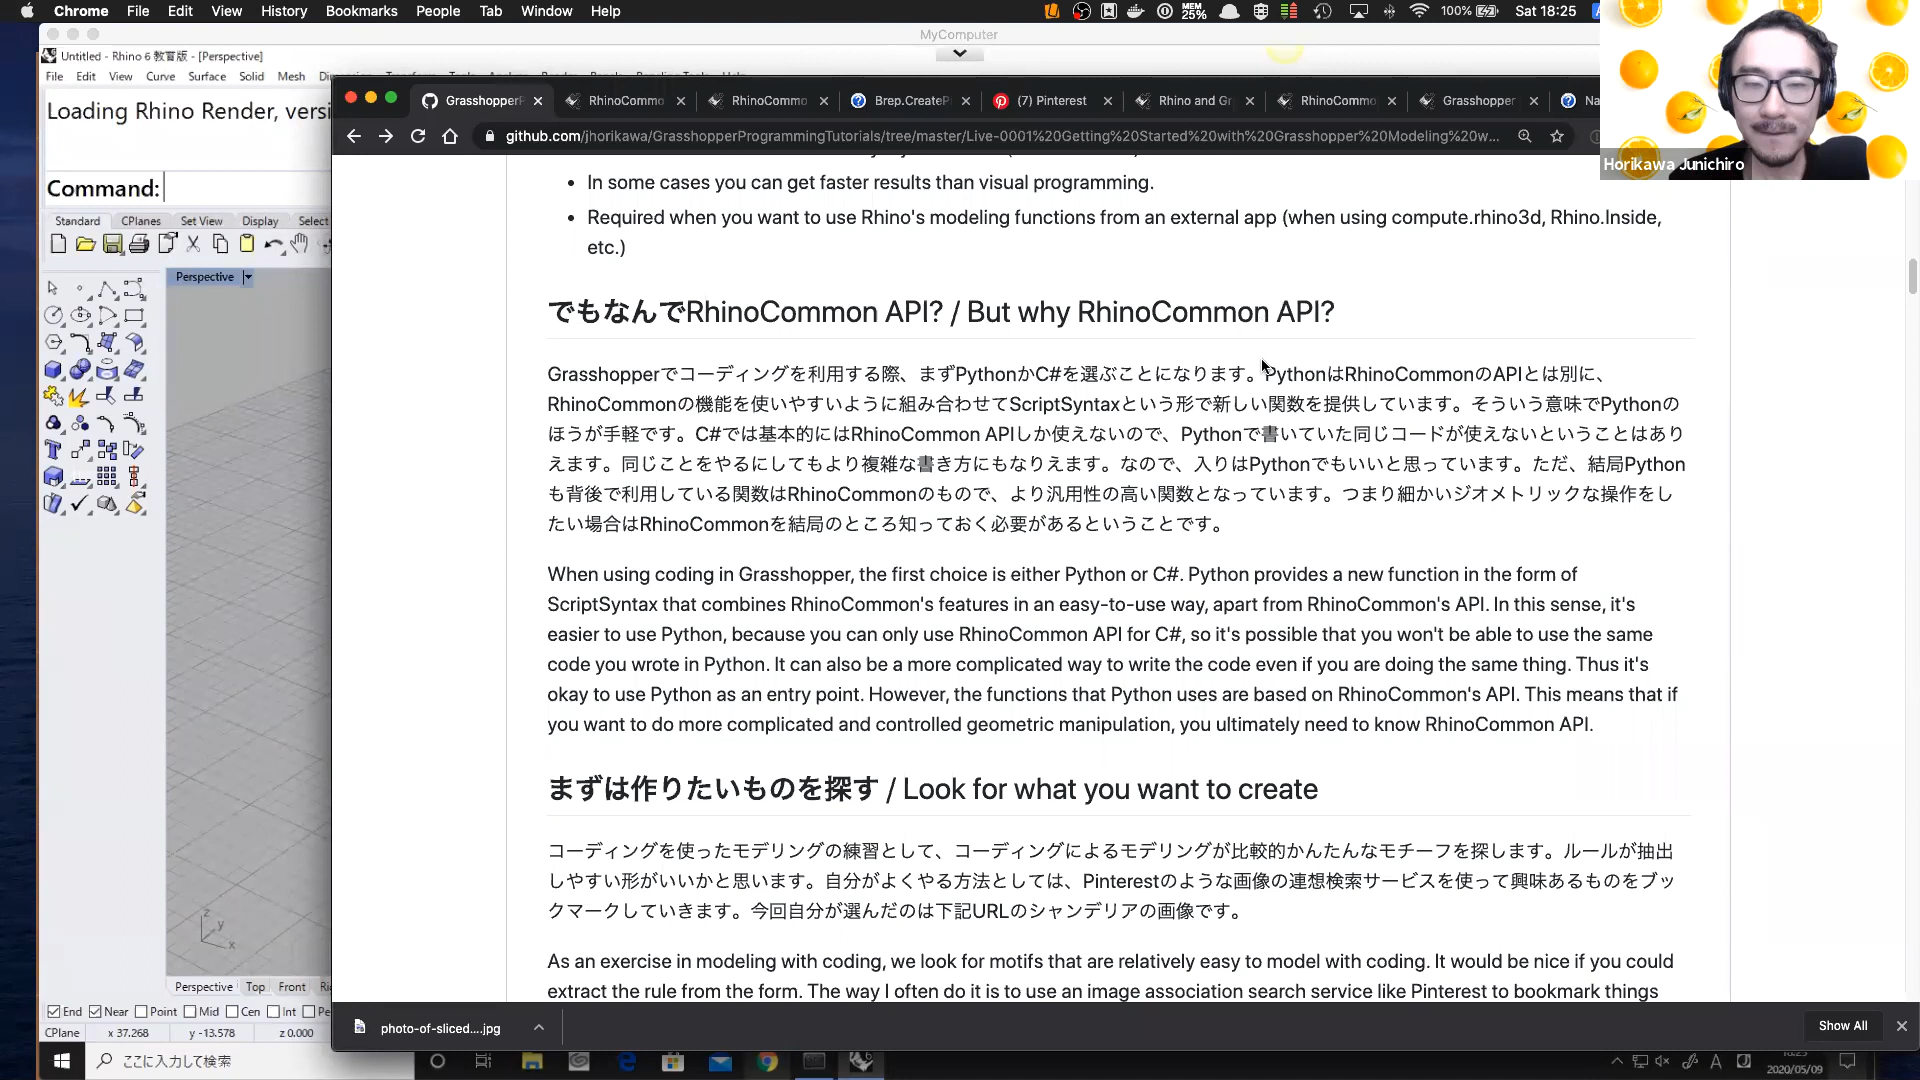 Chrome File Edit View History Bookmarks People Tab Window Help
MEM 25% 100% Sat 18:25
MyComputer
Untitled - Rhino 6 教育版 - [Perspective]
File Edit View Curve Surface Solid Mesh
Loading Rhino Render, versi
Command:
Standard CPlanes Set View Display Select
Perspective
GrasshopperP
RhinoCommo
RhinoCommo
Brep.CreateP
(7) Pinterest
Rhino and Gr
RhinoCommo
Grasshopper
Na
github.com/jhorikawa/GrasshopperProgrammingTutorials/tree/master/Live-0001%20Getting%20Started%20with%20Grasshopper%20Modeling%20w...
Horikawa Junichiro
• In some cases you can get faster results than visual programming.
• Required when you want to use Rhino's modeling functions from an external app (when using compute.rhino3d, Rhino.Inside,
etc.)
でもなんでRhinoCommon API? / But why RhinoCommon API?
Grasshopperでコーディングを利用する際、まずPythonかC#を選ぶことになります。PythonはRhinoCommonのAPIとは別に、
RhinoCommonの機能を使いやすいように組み合わせてScriptSyntaxという形で新しい関数を提供しています。そういう意味でPythonの
ほうが手軽です。C#では基本的にはRhinoCommon APIしか使えないので、Pythonで書いていた同じコードが使えないということはあり
えます。同じことをやるにしてもより複雑な書き方にもなりえます。なので、入りはPythonでもいいと思っています。ただ、結局Python
も背後で利用している関数はRhinoCommonのもので、より汎用性の高い関数となっています。つまり細かいジオメトリックな操作をし
たい場合はRhinoCommonを結局のところ知っておく必要があるということです。
When using coding in Grasshopper, the first choice is either Python or C#. Python provides a new function in the form of
ScriptSyntax that combines RhinoCommon's features in an easy-to-use way, apart from RhinoCommon's API. In this sense, it's
easier to use Python, because you can only use RhinoCommon API for C#, so it's possible that you won't be able to use the same
code you wrote in Python. It can also be a more complicated way to write the code even if you are doing the same thing. Thus it's
okay to use Python as an entry point. However, the functions that Python uses are based on RhinoCommon's API. This means that if
you want to do more complicated and controlled geometric manipulation, you ultimately need to know RhinoCommon API.
まずは作りたいものを探す / Look for what you want to create
コーディングを使ったモデリングの練習として、コーディングによるモデリングが比較的かんたんなモチーフを探します。ルールが抽出
しやすい形がいいかと思います。自分がよくやる方法としては、Pinterestのような画像の連想検索サービスを使って興味あるものをブッ
クマークしていきます。今回自分が選んだのは下記URLのシャンデリアの画像です。
As an exercise in modeling with coding, we look for motifs that are relatively easy to model with coding. It would be nice if you could
extract the rule from the form. The way I often do it is to use an image association search service like Pinterest to bookmark things
z
y
x
Perspective Top Front
End Near Point Mid Cen Int
CPlane x 37.268 y -13.578 z 0.000
photo-of-sliced....jpg
Show All
ここに入力して検索
A
2020/05/09